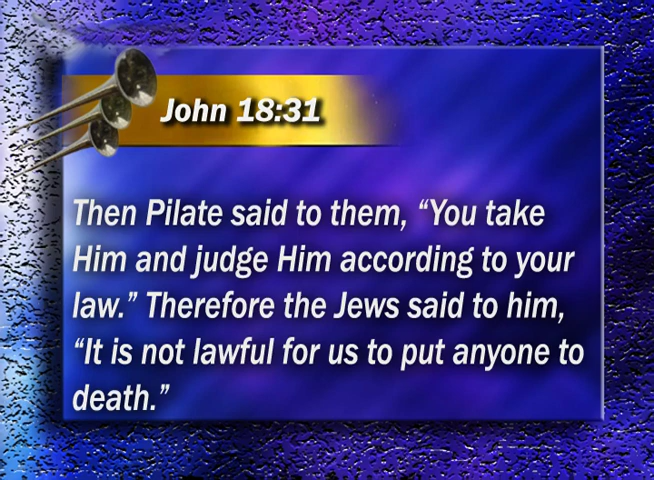 John 18:31
Then Pilate said to them, “You take
Him and judge Him according to your
law.” Therefore the Jews said to him,
“It is not lawful for us to put anyone to
death.”